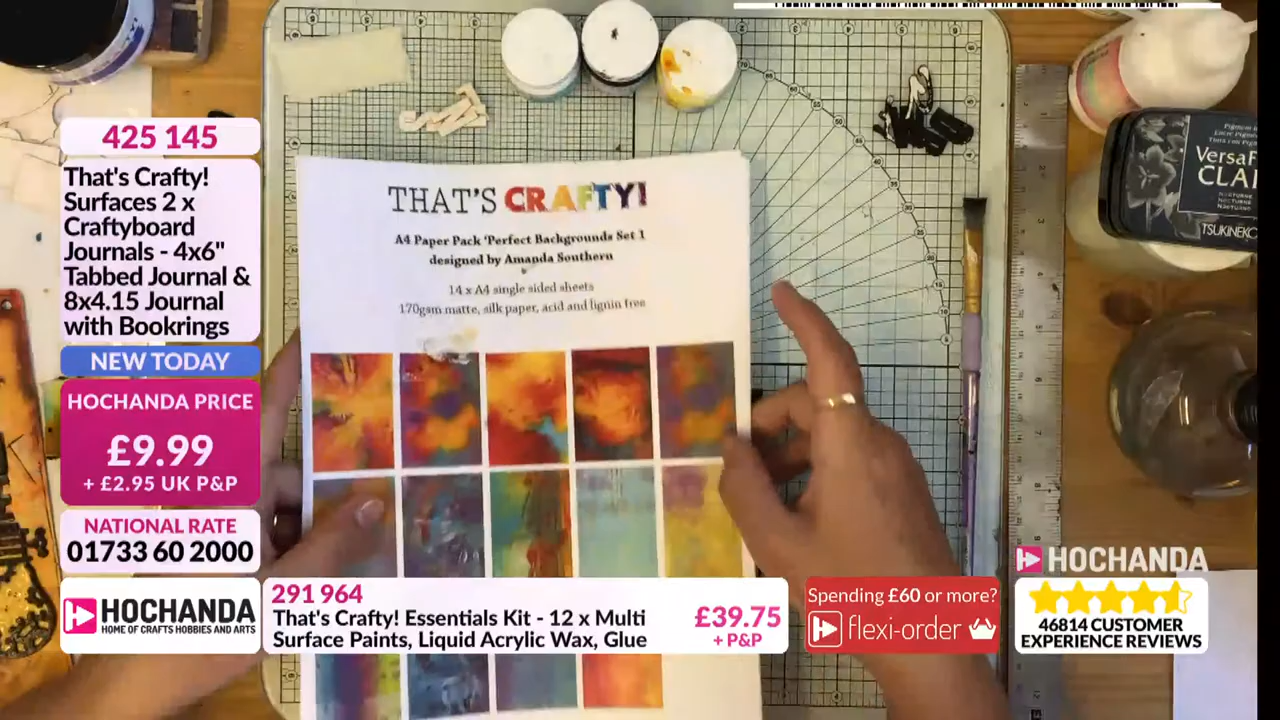 425 145
That's Crafty!
Surfaces 2 x
Craftyboard
Journals - 4x6"
Tabbed Journal &
8x4.15 Journal
with Bookrings
NEW TODAY
HOCHANDA PRICE
£9.99
+ £2.95 UK P&P
NATIONAL RATE
01733 60 2000
HOCHANDA
HOME OF CRAFTS HOBBIES AND ARTS
THAT'S CRAFTY!
A4 Paper Pack 'Perfect Backgrounds Set 1
designed by Amanda Southern
14 x A4 single sided sheets
170gsm matte, silk paper, acid and lignin free
291 964
That's Crafty! Essentials Kit - 12 x Multi
Surface Paints, Liquid Acrylic Wax, Glue
£39.75
+ P&P
Spending £60 or more?
flexi-order
HOCHANDA
46814 CUSTOMER
EXPERIENCE REVIEWS
TSUKINEKO